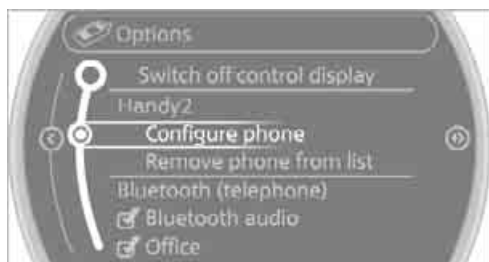 Options
Switch off control display
Handy2
Configure phone
Remove phone from list
Bluetooth (telephone)
Bluetooth audio
Office